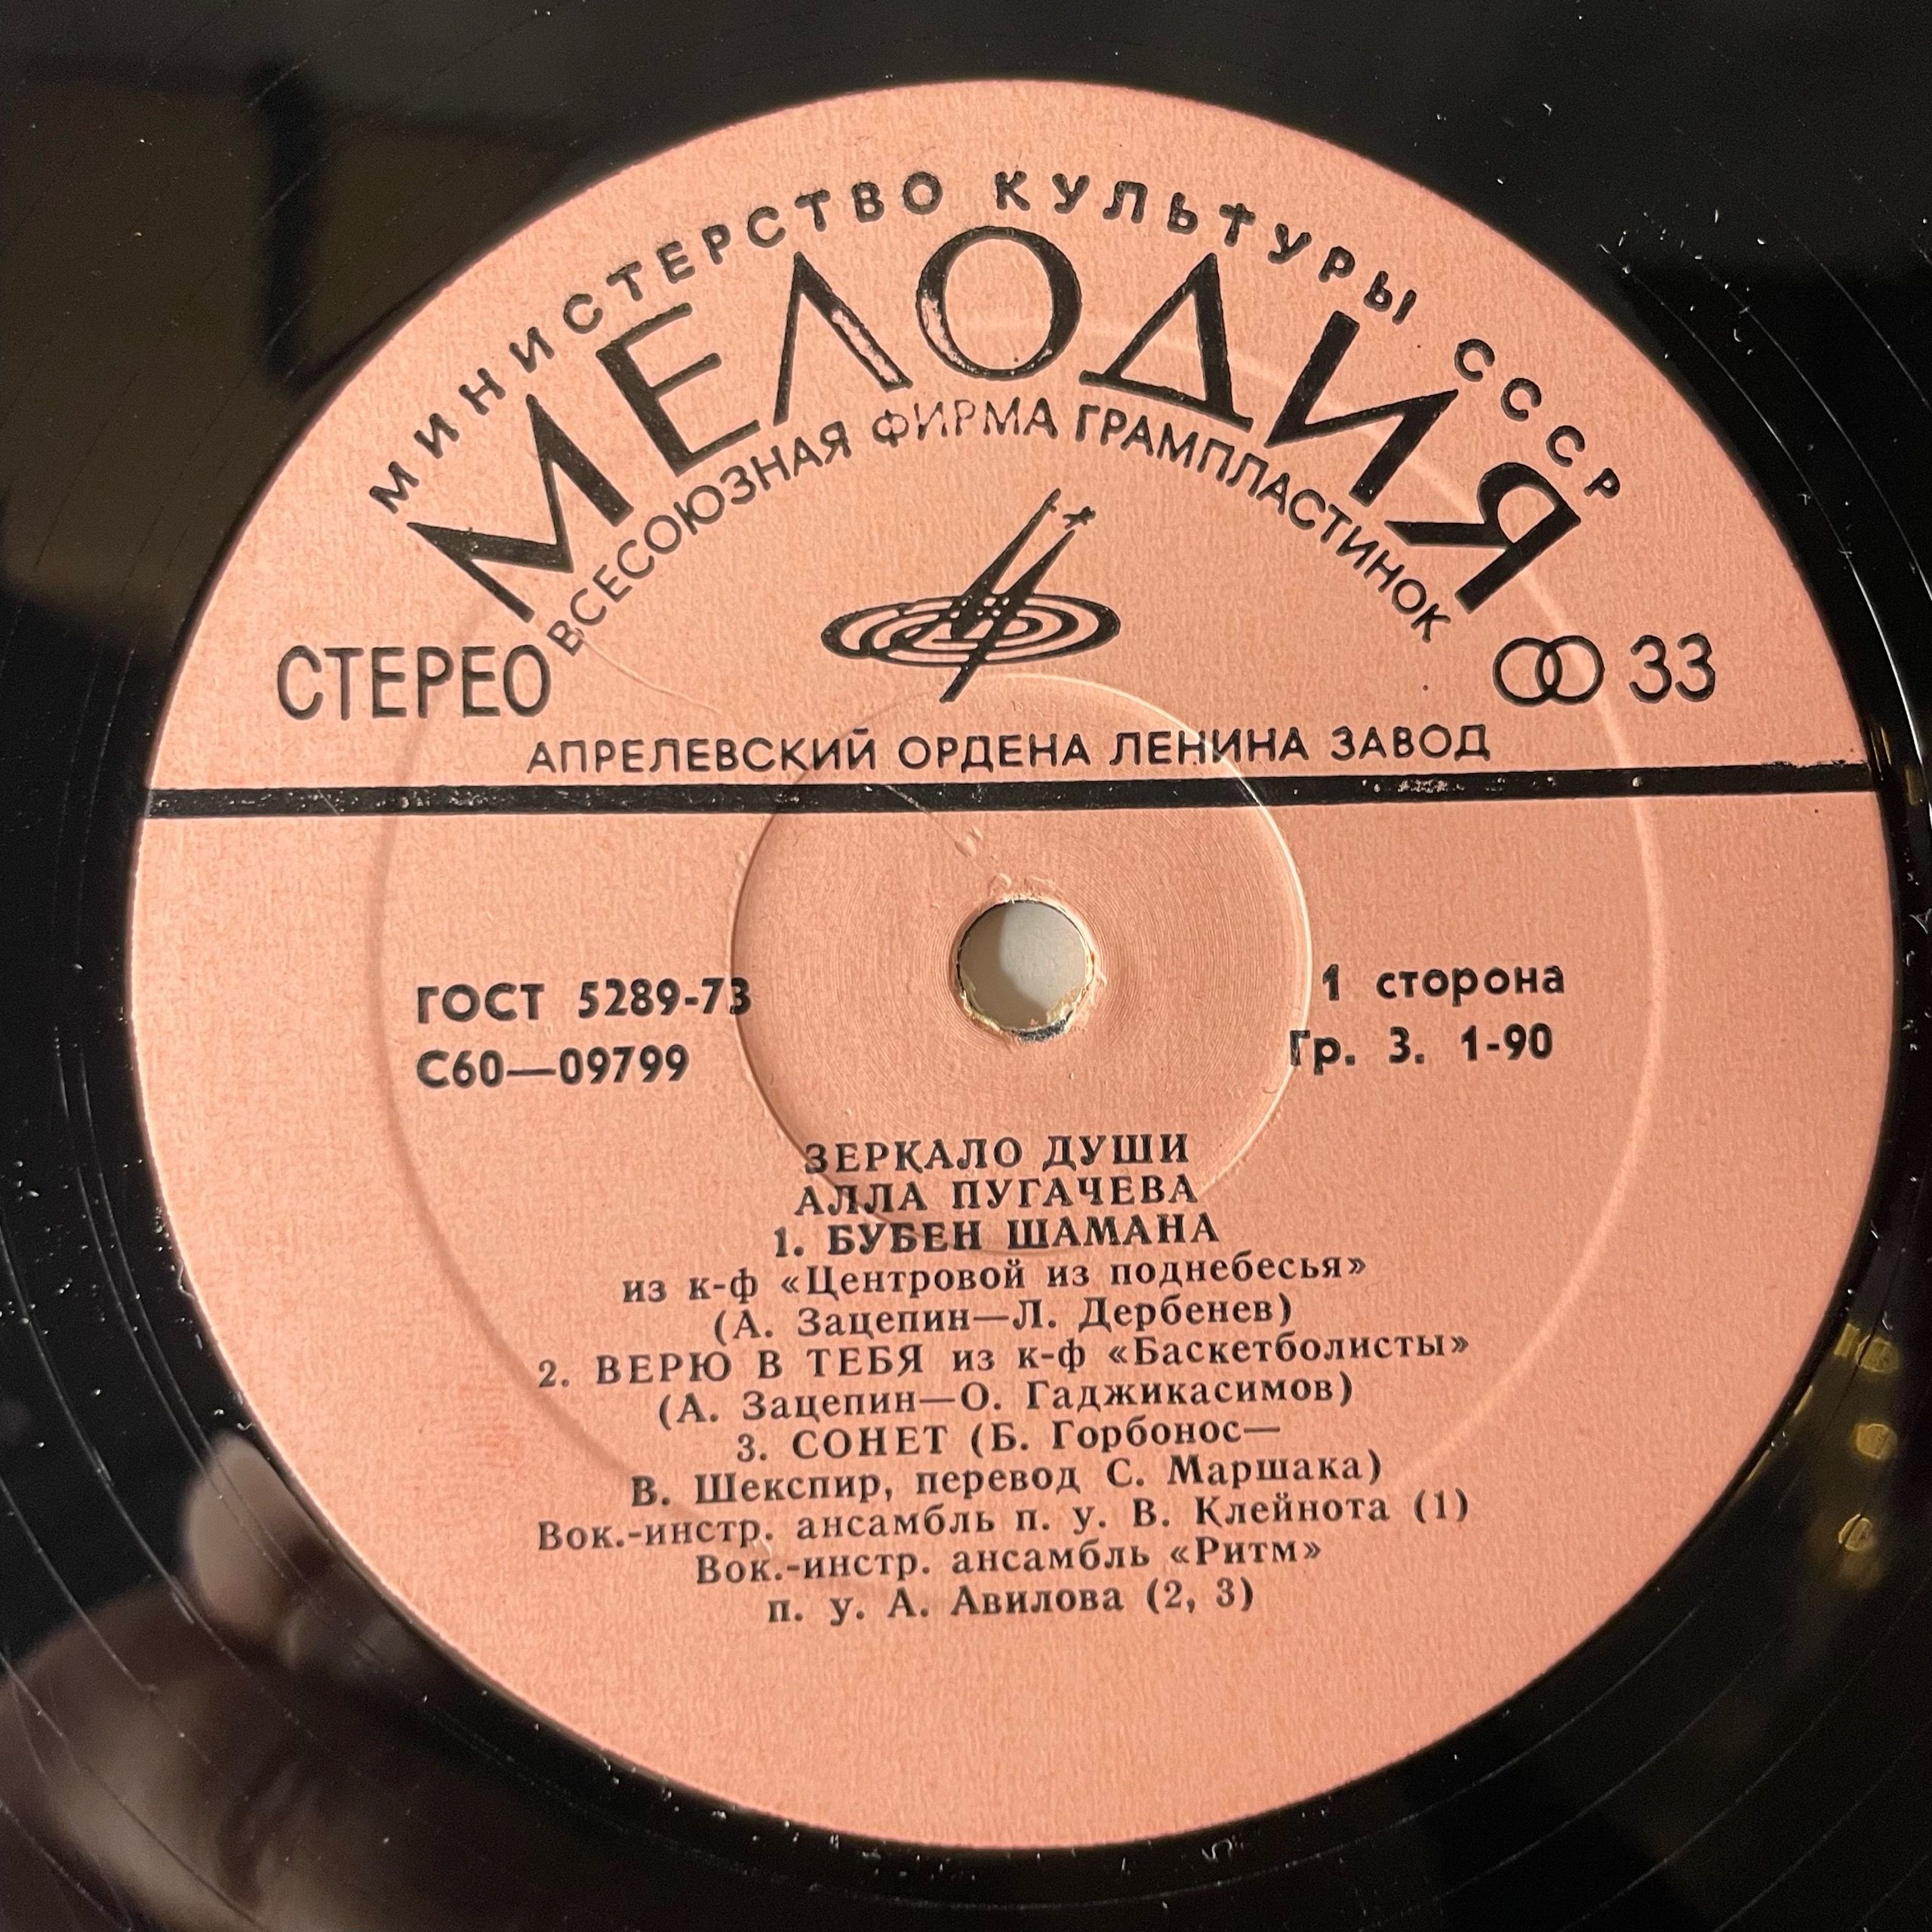 МИНИСТЕРСТВО КУЛЬТУРЫ СССР
МЕЛОДИЯ
ВСЕСОЮЗНАЯ ФИРМА ГРАМПЛАСТИНОК
СТЕРЕО
33
АПРЕЛЕВСКИЙ ОРДЕНА ЛЕНИНА ЗАВОД
ГОСТ 5289-73
1 сторона
С60—09799
Гр. 3. 1-90
ЗЕРКАЛО ДУШИ
АЛЛА ПУГАЧЕВА
1. БУБЕН ШАМАНА
из к-ф «Центровой из поднебесья»
(А. Зацепин—Л. Дербенев)
2. ВЕРЮ В ТЕБЯ из к-ф «Баскетболисты»
(А. Зацепин—О. Гаджикасимов)
3. СОНЕТ (Б. Горбонос—
В. Шекспир, перевод С. Маршака)
Вок.-инстр. ансамбль п. у. В. Клейнота (1)
Вок.-инстр. ансамбль «Ритм»
п. у. А. Авилова (2, 3)